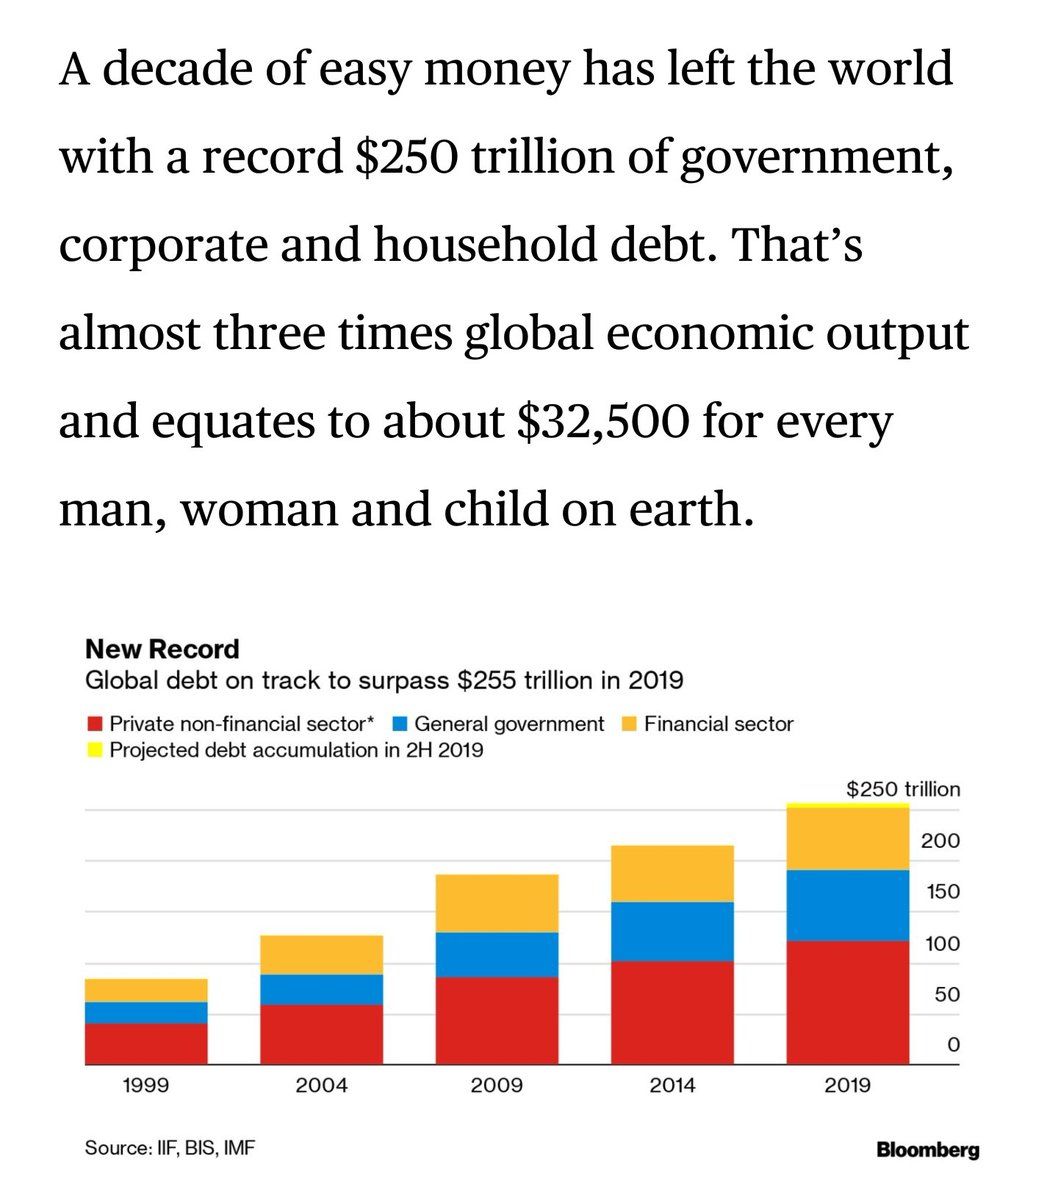 A decade of easy money has left the world
with a record $250 trillion of government,
corporate and household debt. That’s
almost three times global economic output
and equates to about $32,500 for every
man, woman and child on earth.
New Record
Global debt on track to surpass $255 trillion in 2019
Private non-financial sector* General government Financial sector
Projected debt accumulation in 2H 2019
$250 trillion
200
150
100
50
0
1999 2004 2009 2014 2019
Source: IIF, BIS, IMF Bloomberg